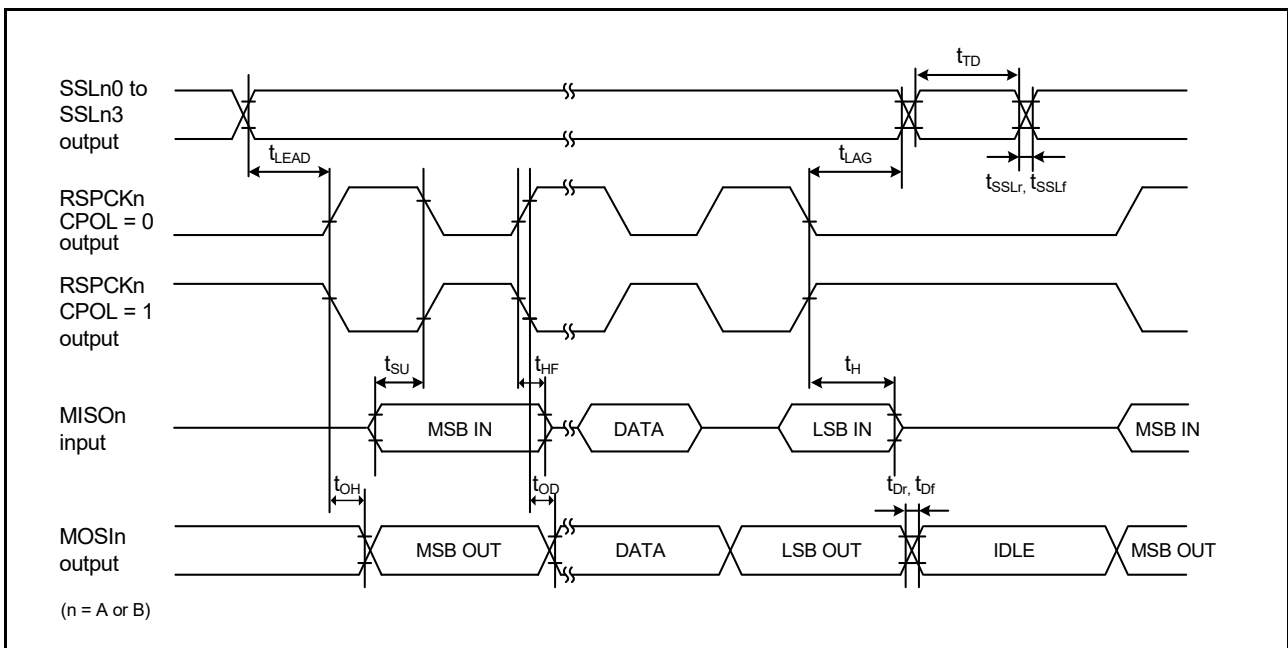 tTD
SSLn0 to
SSLn3
output
tLEAD
tLAG
tSSLr, tSSLf
RSPCKn
CPOL = 0
output
RSPCKn
CPOL = 1
output
tSU
tHF
tH
MISOn
input
MSB IN
DATA
LSB IN
MSB IN
tOH
tOD
tDr, tDf
MOSIn
output
MSB OUT
DATA
LSB OUT
IDLE
MSB OUT
(n = A or B)